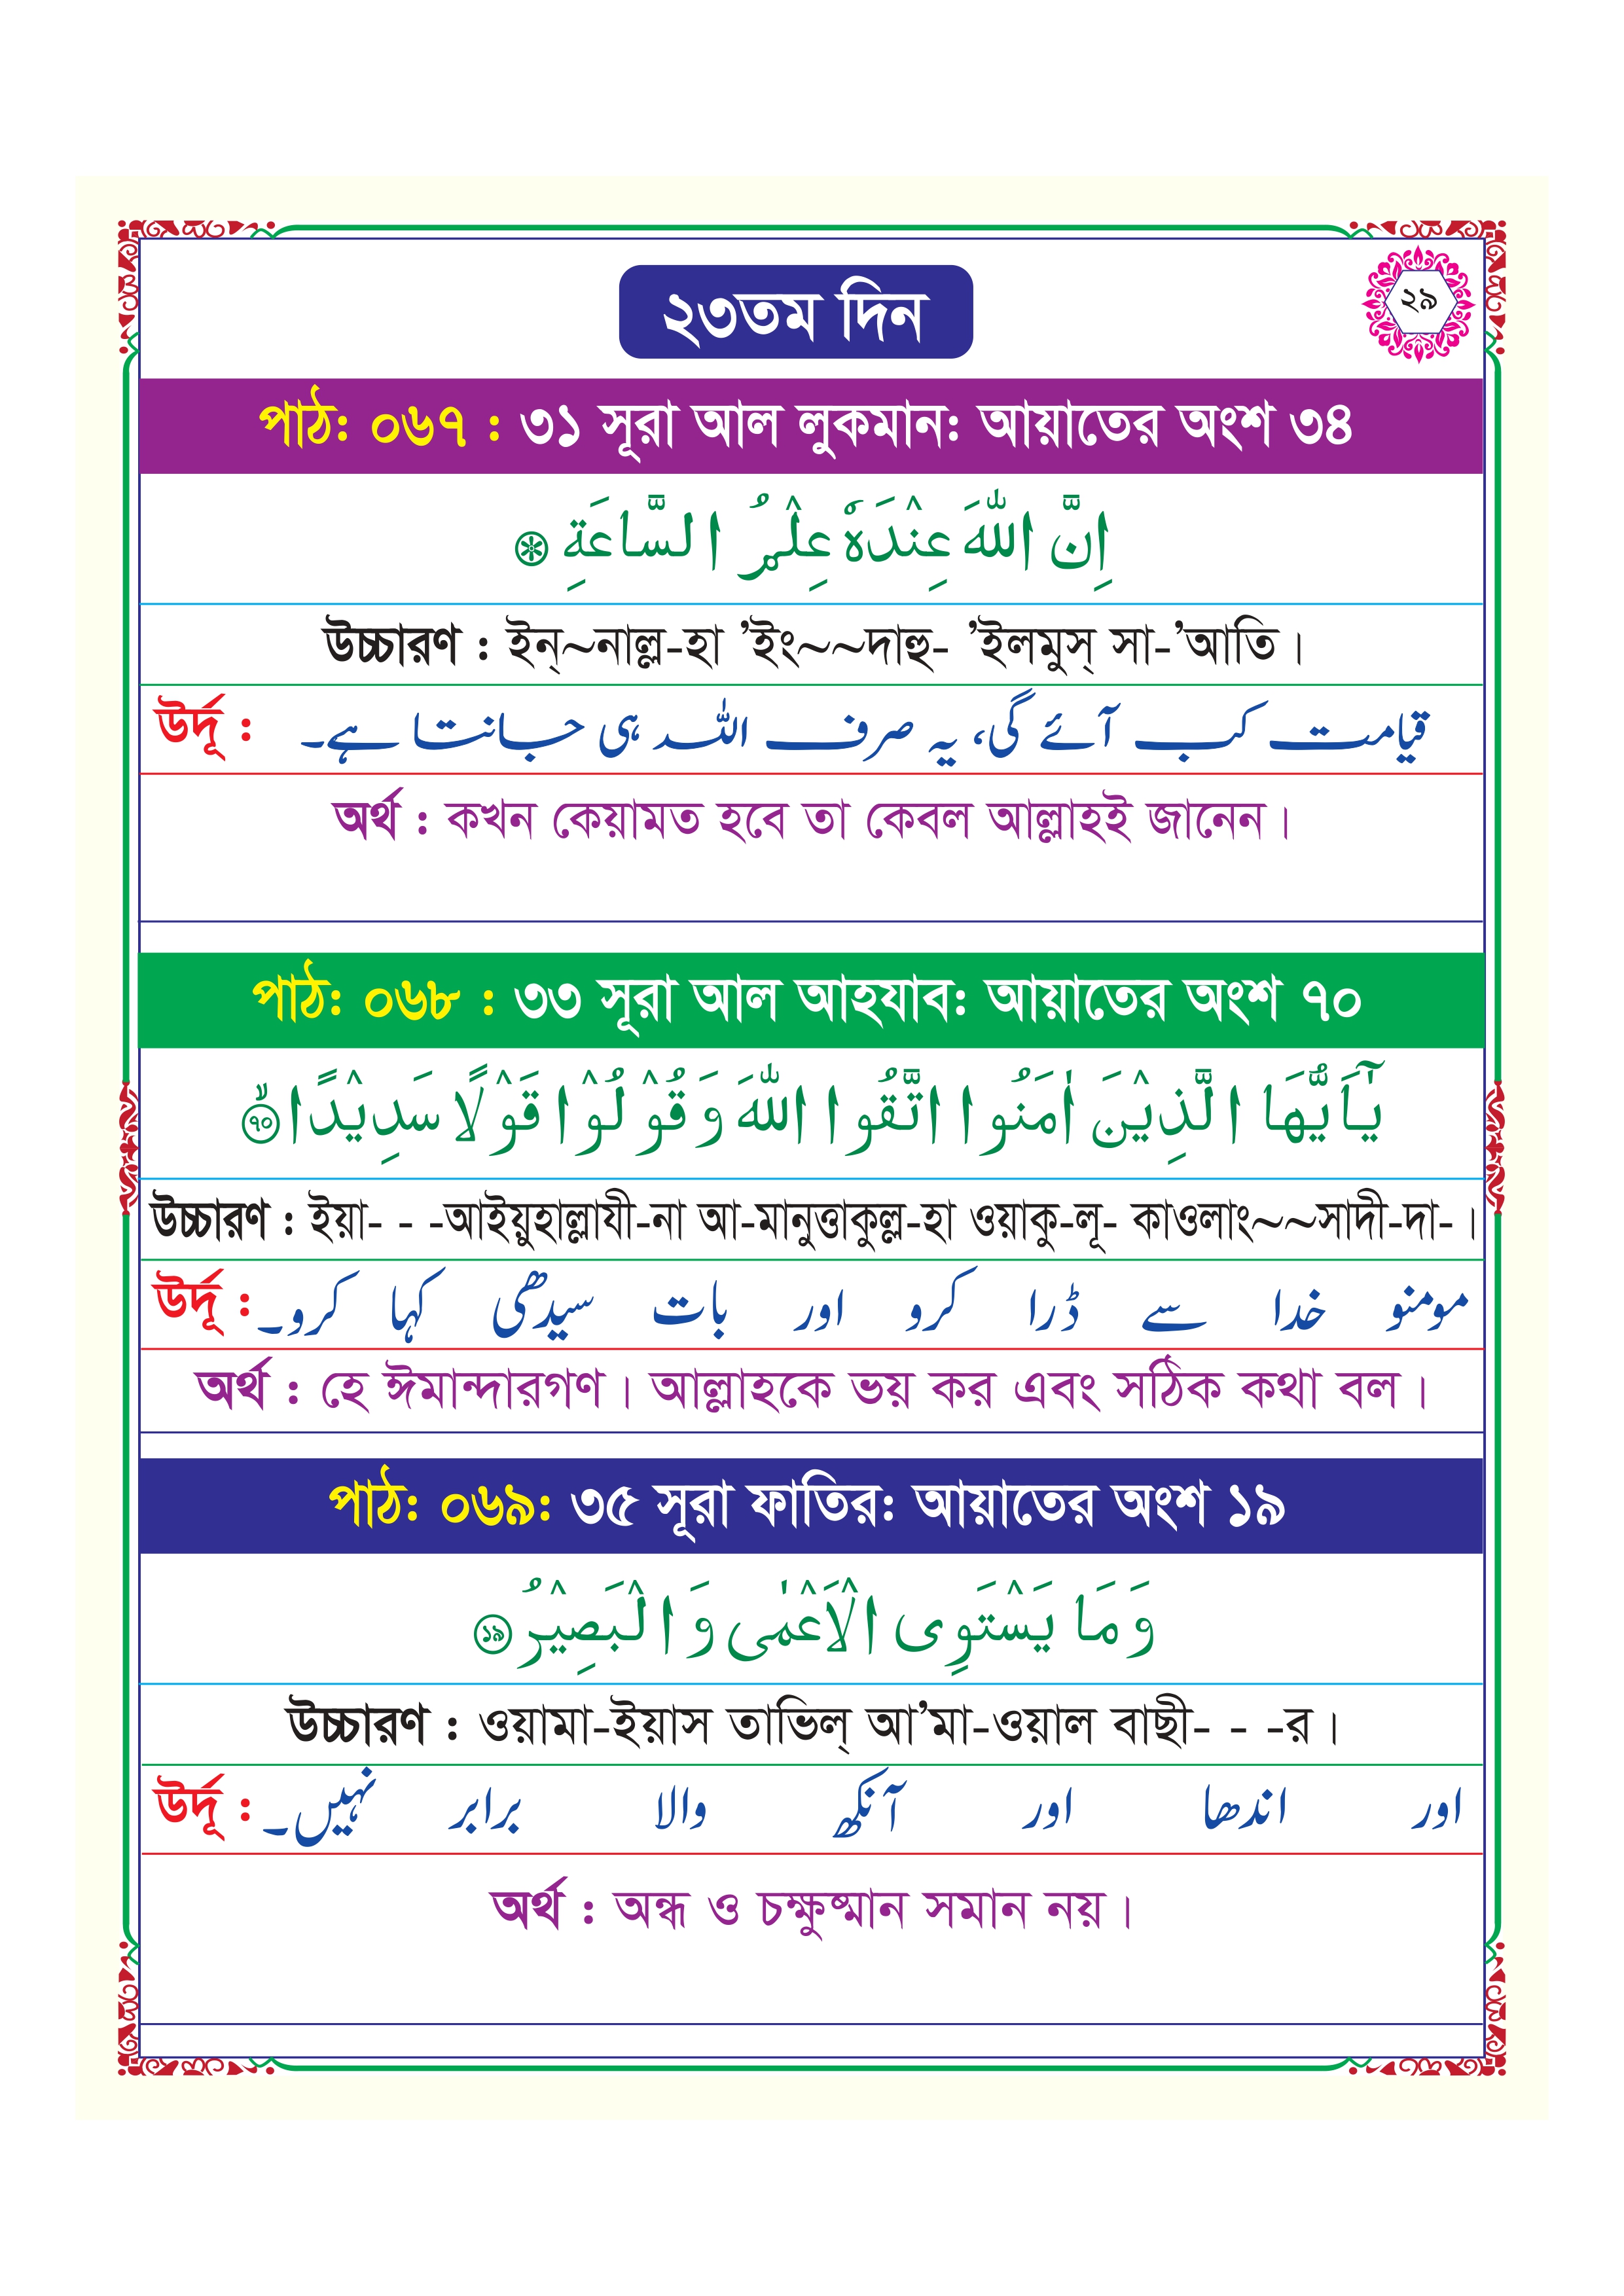 ২৩তম দিন
২৯
পাঠ: ০৬৭ : ৩১ সূরা আল লুকমান: আয়াতের অংশ ৩৪
اِنَّ اللّٰهَ عِنْدَهٗ عِلْمُ السَّاعَةِ
উচ্চারণ : ইন্~নাল্ল-হা ’ইং~~দাহু- ’ইলমুস্ সা-’আতি।
উর্দূ : قیامت کب آئے گی، یہ صرف اللہ ہی جانتا ہے۔
অর্থ : কখন কেয়ামত হবে তা কেবল আল্লাহই জানেন।
পাঠ: ০৬৮ : ৩৩ সূরা আল আহযাব: আয়াতের অংশ ৭০
يٰٓاَيُّهَا الَّذِيْنَ اٰمَنُوا اتَّقُوا اللّٰهَ وَقُوْلُوْا قَوْلًا سَدِيْدًا ۙ٧٠
উচ্চারণ : ইয়া- - -আইয়ুহাল্লাযী-না আ-মানুত্তাকুল্ল-হা ওয়াকু-লূ- কাওলাং~~সাদী-দা-।
উর্দূ : مومنو خدا سے ڈرا کرو اور بات سیدھی کہا کرو۔
অর্থ : হে ঈমান্দারগণ। আল্লাহকে ভয় কর এবং সঠিক কথা বল।
পাঠ: ০৬৯: ৩৫ সূরা ফাতির: আয়াতের অংশ ১৯
وَمَا يَسْتَوِى الْاَعْمٰى وَالْبَصِيْرُ ١٩
উচ্চারণ : ওয়ামা-ইয়াস তাভিল্ আ’মা-ওয়াল বাছী- - -র।
উর্দূ : اور اندھا اور آنکھ والا برابر نہیں۔
অর্থ : অন্ধ ও চক্ষুষ্মান সমান নয়।